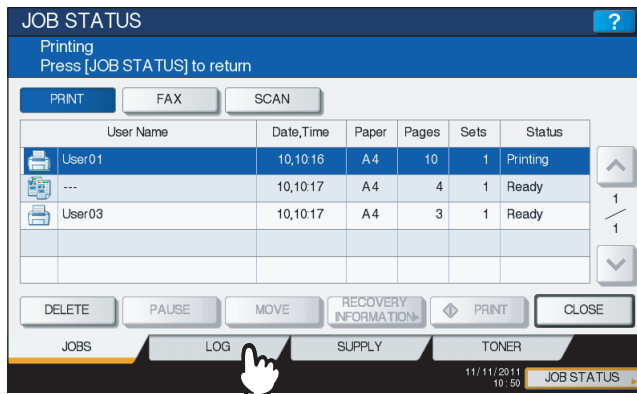 JOB STATUS ?
Printing
Press [JOB STATUS] to return
PRINT FAX SCAN
User Name Date,Time Paper Pages Sets Status
User01 10,10:16 A4 10 1 Printing
--- 10,10:17 A4 4 1 Ready
User03 10,10:17 A4 3 1 Ready
1
1
DELETE PAUSE MOVE RECOVERY INFORMATION PRINT CLOSE
JOBS LOG SUPPLY TONER
11/11/2011
10:50
JOB STATUS